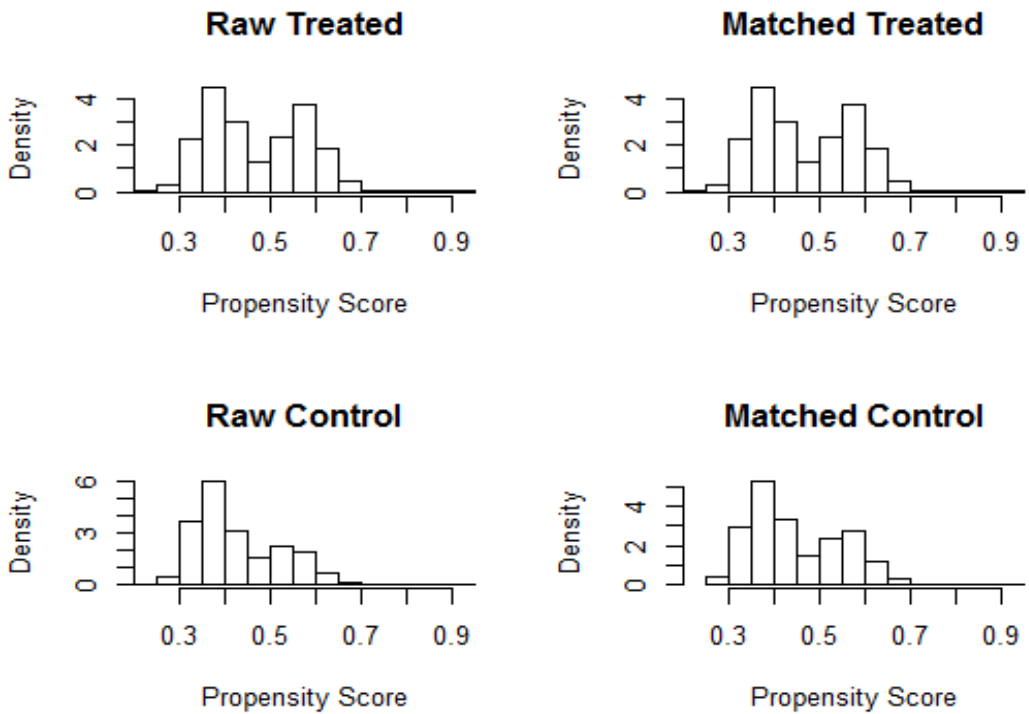 Raw Treated
Density
0 2 4
0.3 0.5 0.7 0.9
Propensity Score
Matched Treated
Density
0 2 4
0.3 0.5 0.7 0.9
Propensity Score
Raw Control
Density
0 3 6
0.3 0.5 0.7 0.9
Propensity Score
Matched Control
Density
0 2 4
0.3 0.5 0.7 0.9
Propensity Score